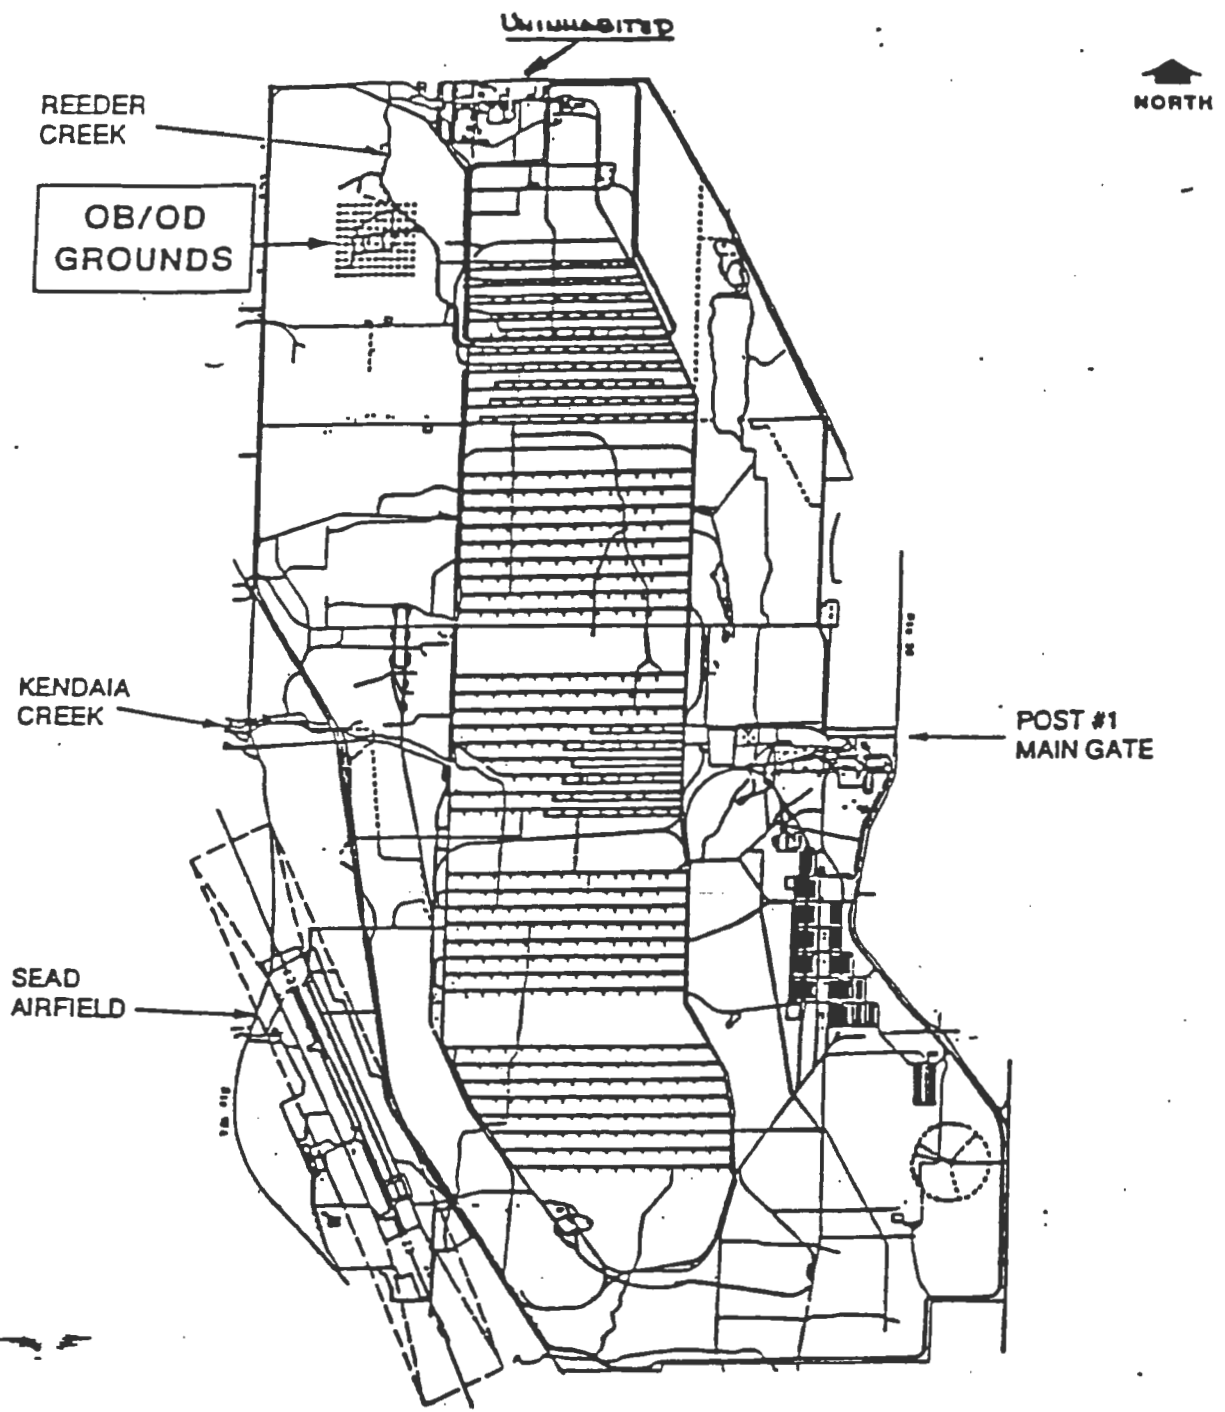 UNINHABITED
NORTH
REEDER
CREEK
OB/OD
GROUNDS
KENDAIA
CREEK
POST #1
MAIN GATE
SEAD
AIRFIELD